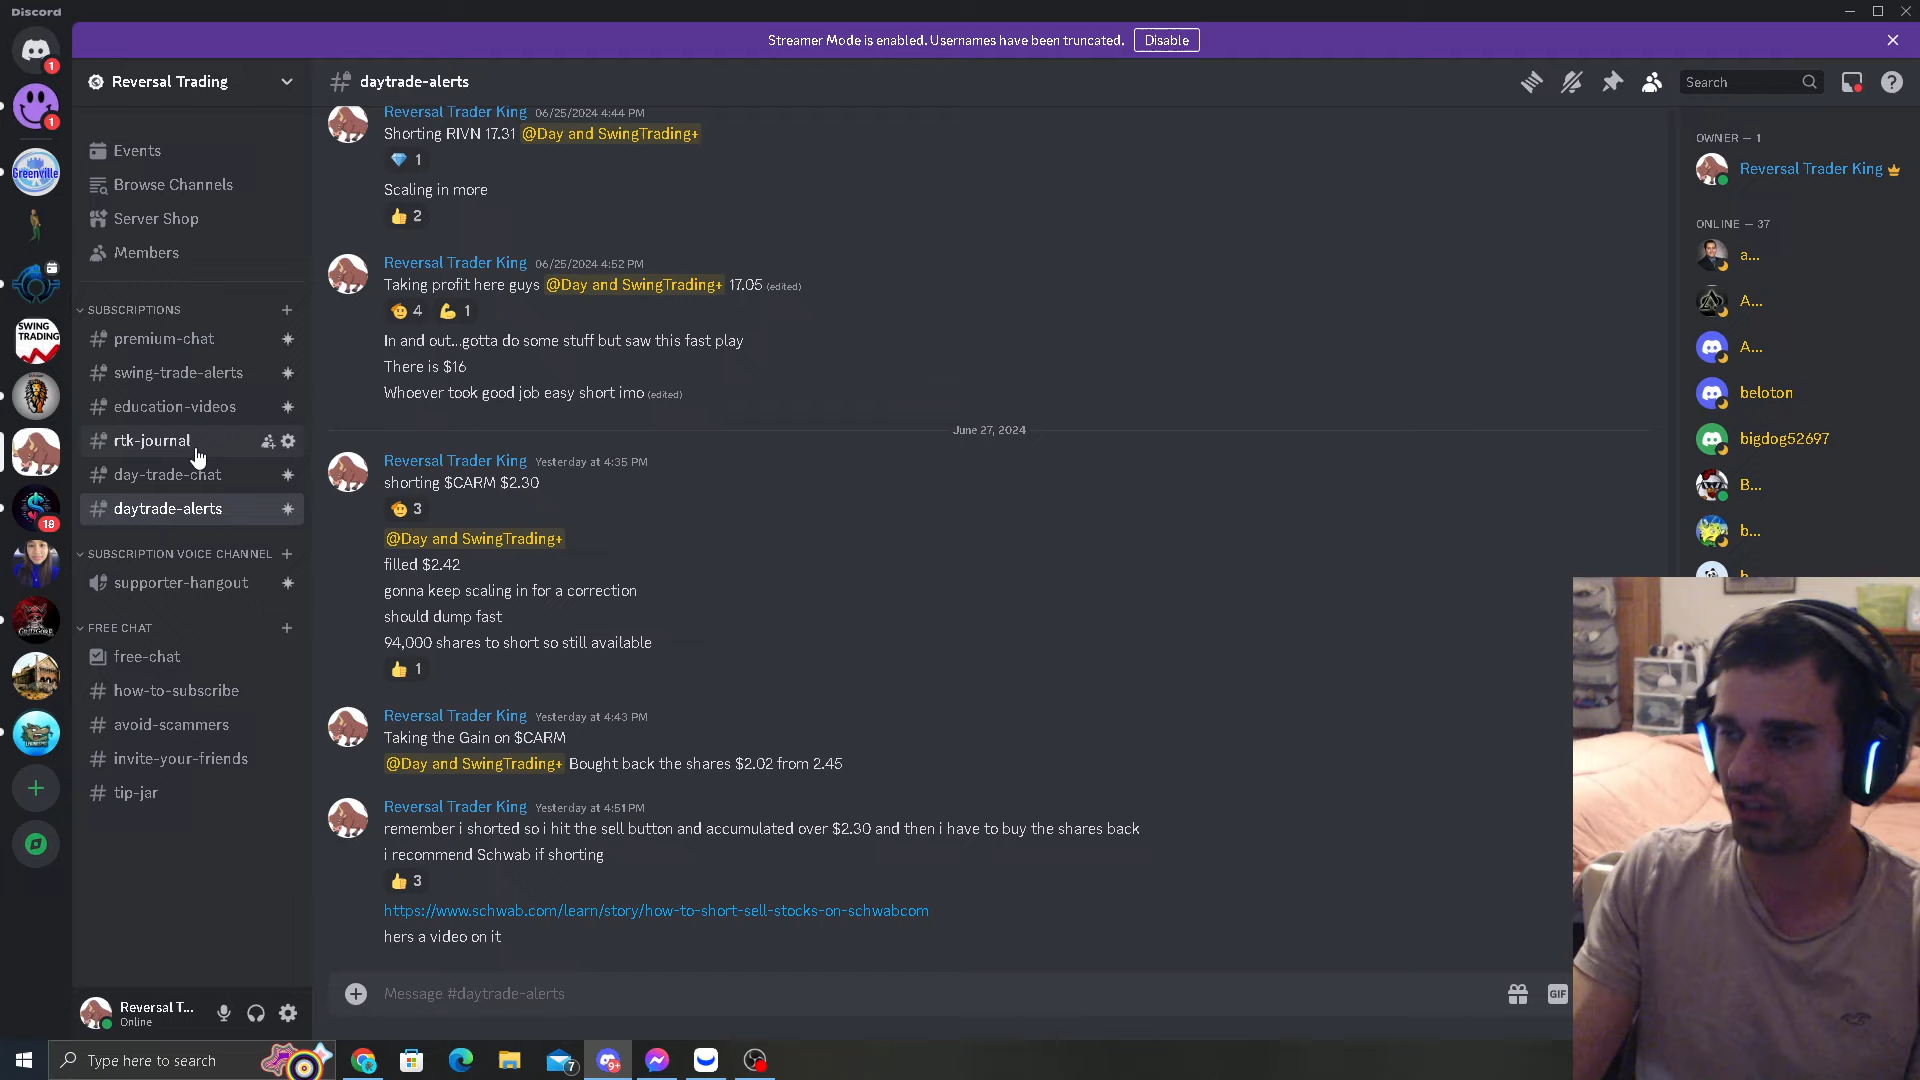 Discord
Streamer Mode is enabled. Usernames have been truncated. Disable
1
1
Greenville
SWING TRADING
18
Reversal Trading
Events
Browse Channels
Server Shop
Members
SUBSCRIPTIONS
premium-chat
swing-trade-alerts
education-videos
rtk-journal
day-trade-chat
daytrade-alerts
SUBSCRIPTION VOICE CHANNEL
supporter-hangout
FREE CHAT
free-chat
how-to-subscribe
avoid-scammers
invite-your-friends
tip-jar
Reversal T...
Online
daytrade-alerts
Search
Reversal Trader King 06/25/2024 4:44 PM
Shorting RIVN 17.31 @Day and SwingTrading+
1
Scaling in more
2
Reversal Trader King 06/25/2024 4:52 PM
Taking profit here guys @Day and SwingTrading+ 17.05 (edited)
4 1
In and out...gotta do some stuff but saw this fast play
There is $16
Whoever took good job easy short imo (edited)
June 27, 2024
Reversal Trader King Yesterday at 4:35 PM
shorting $CARM $2.30
3
@Day and SwingTrading+
filled $2.42
gonna keep scaling in for a correction
should dump fast
94,000 shares to short so still available
1
Reversal Trader King Yesterday at 4:43 PM
Taking the Gain on $CARM
@Day and SwingTrading+ Bought back the shares $2.02 from 2.45
Reversal Trader King Yesterday at 4:51 PM
remember i shorted so i hit the sell button and accumulated over $2.30 and then i have to buy the shares back
i recommend Schwab if shorting
3
https://www.schwab.com/learn/story/how-to-short-sell-stocks-on-schwabcom
hers a video on it
Message #daytrade-alerts
GIF
OWNER — 1
Reversal Trader King
ONLINE — 37
a...
A...
A...
beloton
bigdog52697
B...
b...
Type here to search
7
9+